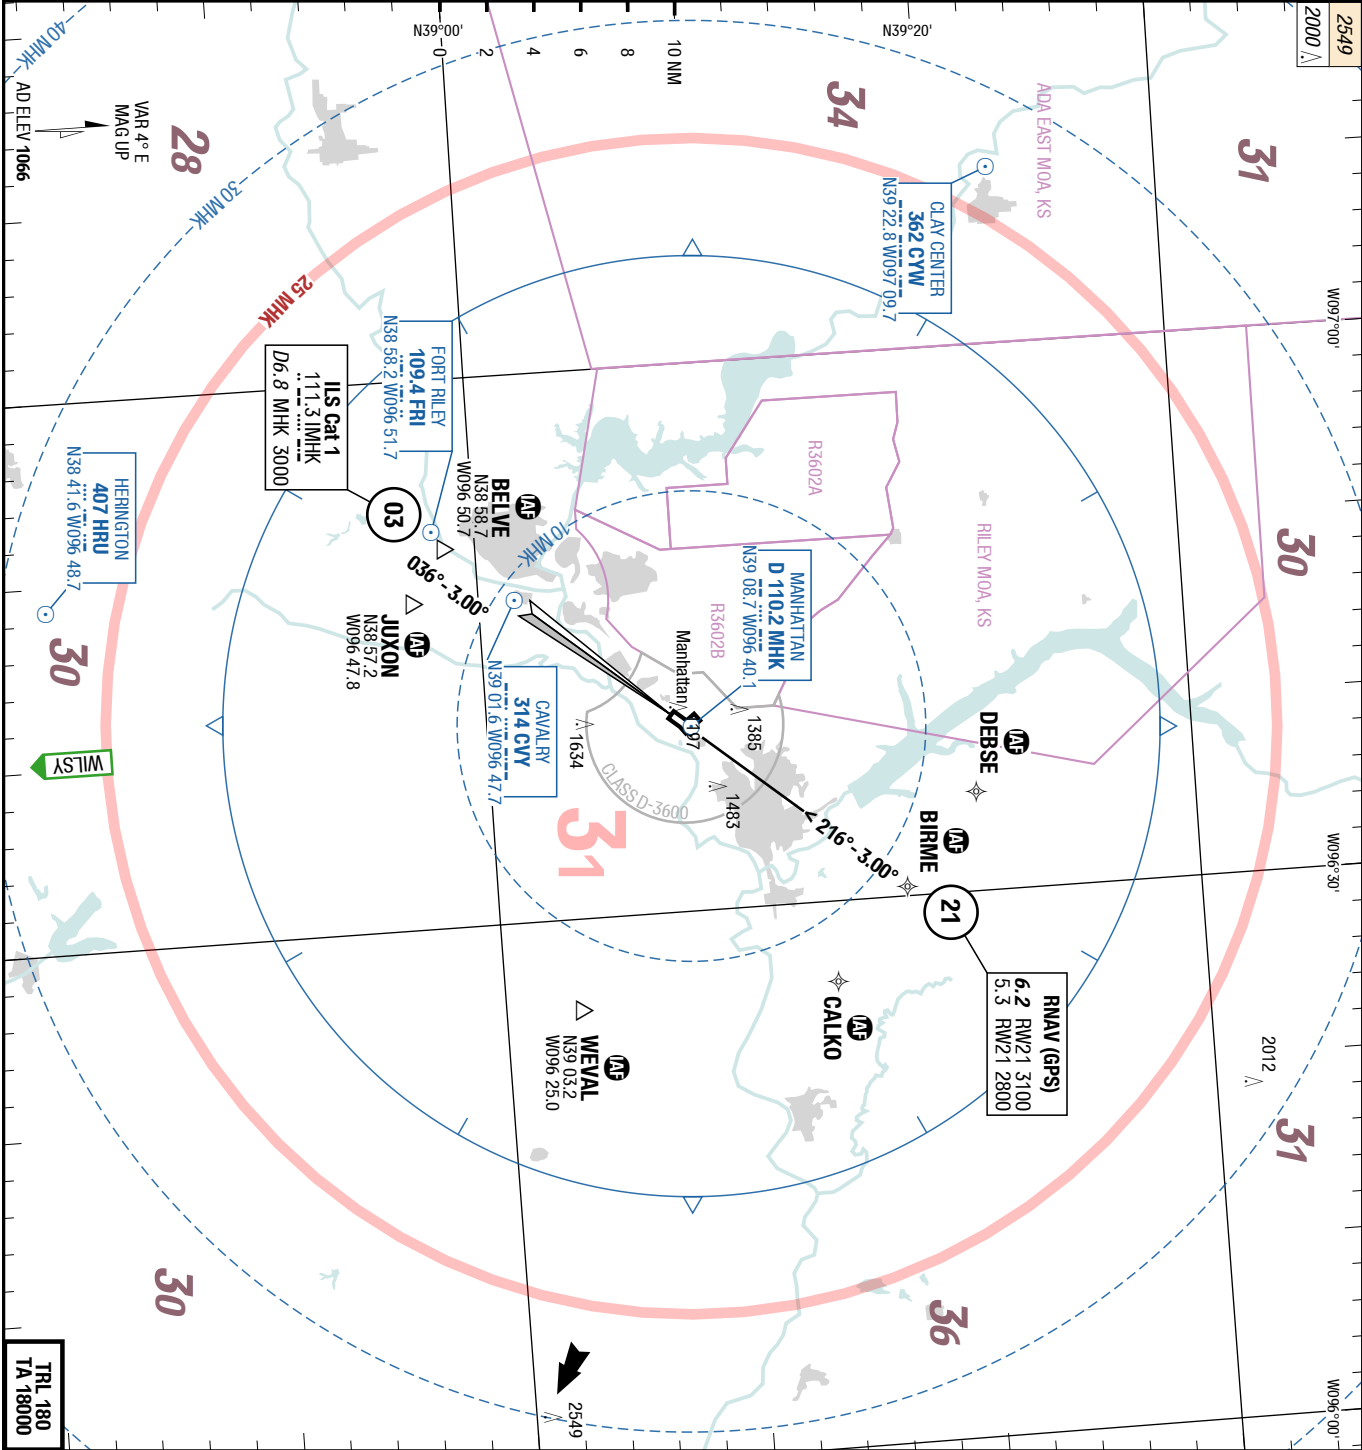 2549
2000
N39°00'
N39°20'
0
2
4
6
8
10 NM
40 MHK
30 MHK
25 MHK
10 MHK
VAR 4° E
MAG UP
AD ELEV 1066
28
34
31
30
31
36
30
30
31
ADA EAST MOA, KS
CLAY CENTER
362 CYW
N39 22.8 W097 09.7
W097°00'
W096°30'
W096°00'
FORT RILEY
109.4 FRI
N38 58.2 W096 51.7
ILS Cat 1
111.3 IMHK
D6.8 MHK 3000
03
HERINGTON
407 HRU
N38 41.6 W096 48.7
IAF
BELVE
N38 58.7
W096 50.7
036°-3.00°
IAF
JUXON
N38 57.2
W096 47.8
R3602A
R3602B
RILEY MOA, KS
MANHATTAN
D 110.2 MHK
N39 08.7 W096 40.1
Manhattan
1197
1385
1483
1634
CLASS D-3600
CAVALRY
314 CVY
N39 01.6 W096 47.7
WILSY
IAF
DEBSE
IAF
BIRME
< 216°-3.00°
21
RNAV (GPS)
6.2 RW21 3100
5.3 RW21 2800
IAF
CALKO
IAF
WEVAL
N39 03.2
W096 25.0
2012
2549
TRL 180
TA 18000